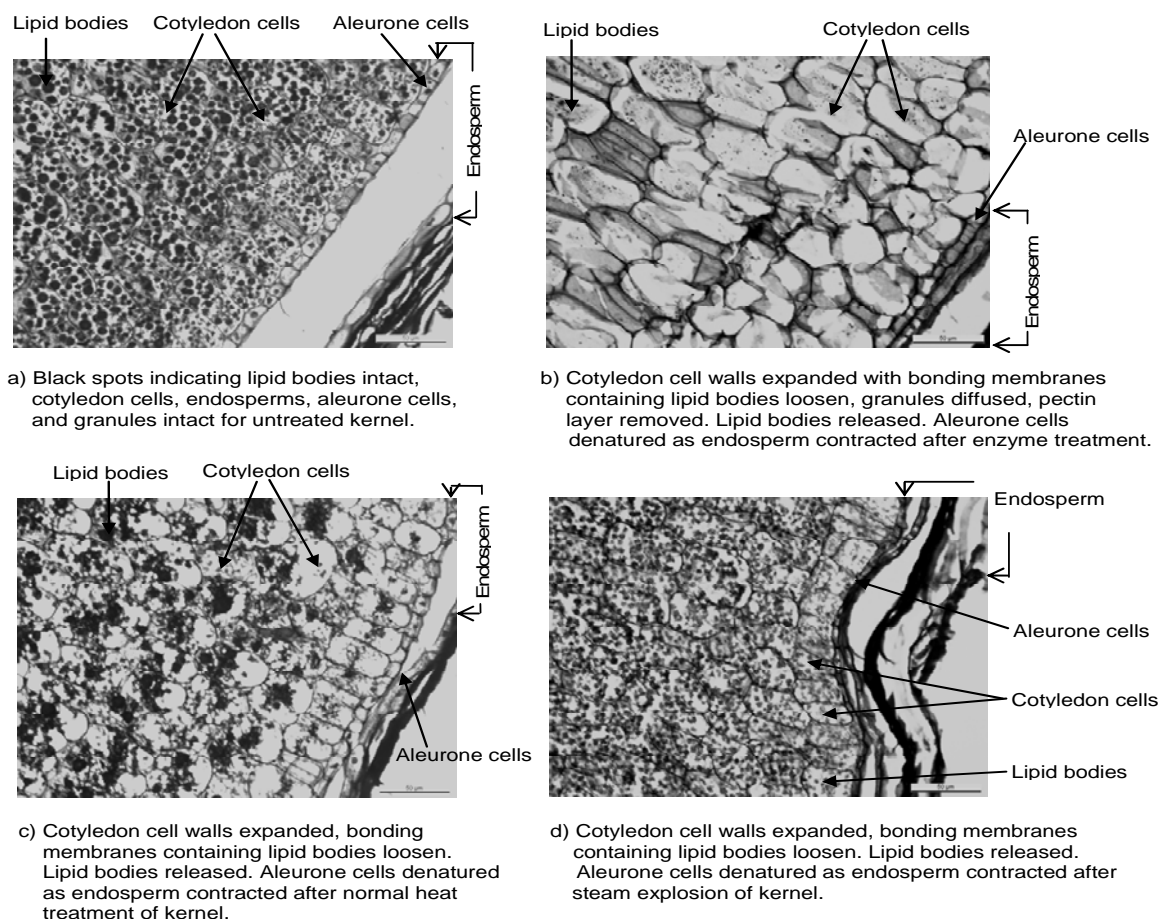 Lipid bodies Cotyledon cells Aleurone cells
Endosperm
a) Black spots indicating lipid bodies intact,
cotyledon cells, endosperms, aleurone cells,
and granules intact for untreated kernel.
Lipid bodies Cotyledon cells
Aleurone cells
Endosperm
b) Cotyledon cell walls expanded with bonding membranes
containing lipid bodies loosen, granules diffused, pectin
layer removed. Lipid bodies released. Aleurone cells
denatured as endosperm contracted after enzyme treatment.
Lipid bodies Cotyledon cells
Endosperm
Aleurone cells
50 µm
c) Cotyledon cell walls expanded, bonding
membranes containing lipid bodies loosen.
Lipid bodies released. Aleurone cells denatured
as endosperm contracted after normal heat
treatment of kernel.
Endosperm
Aleurone cells
Cotyledon cells
Lipid bodies
50 µm
d) Cotyledon cell walls expanded, bonding membranes
containing lipid bodies loosen. Lipid bodies released.
Aleurone cells denatured as endosperm contracted after
steam explosion of kernel.